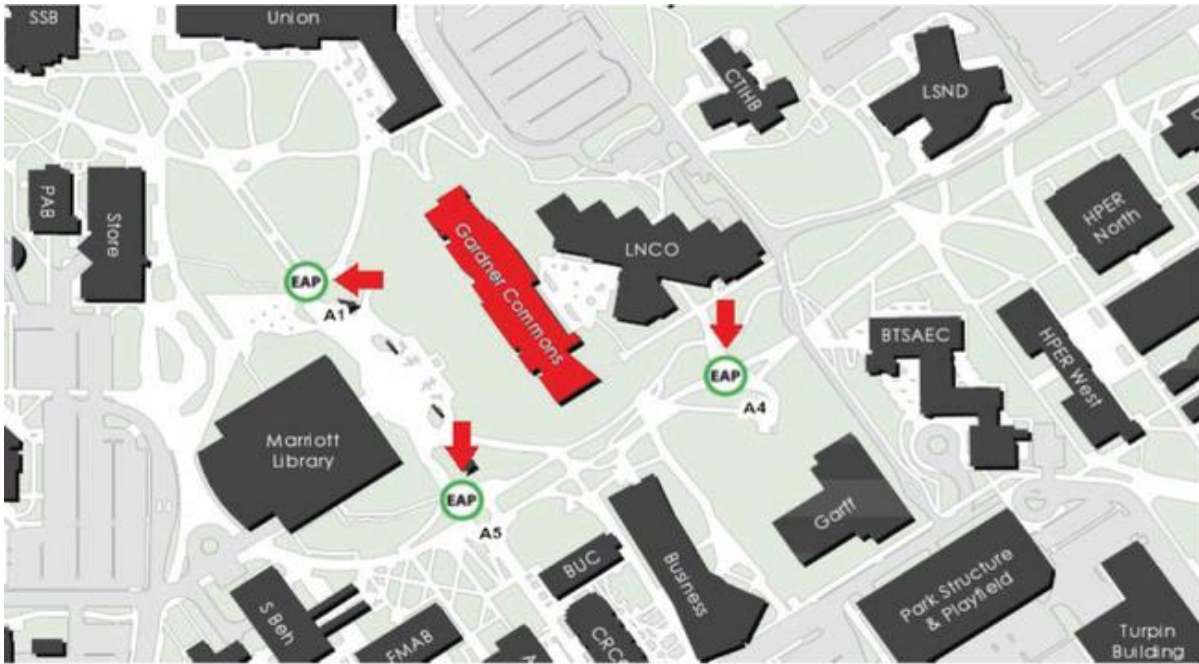 SSB
Union
CTIHB
LSND
PAB
Store
HPER
North
Gardner Commons
LNCO
EAP
A1
BTSAEC
HPER West
EAP
A4
Marriott
Library
EAP
A5
Garff
BUC
Business
Park Structure
& Playfield
S Beh
FMAB
CRC
Turpin
Building